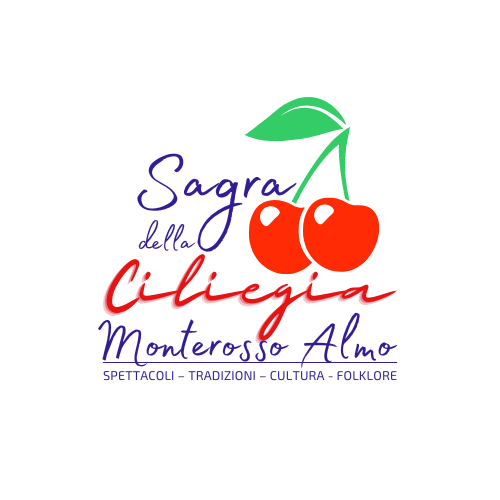 Sagra
della
Ciliegia
Monterosso Almo
SPETTACOLI – TRADIZIONI – CULTURA - FOLKLORE